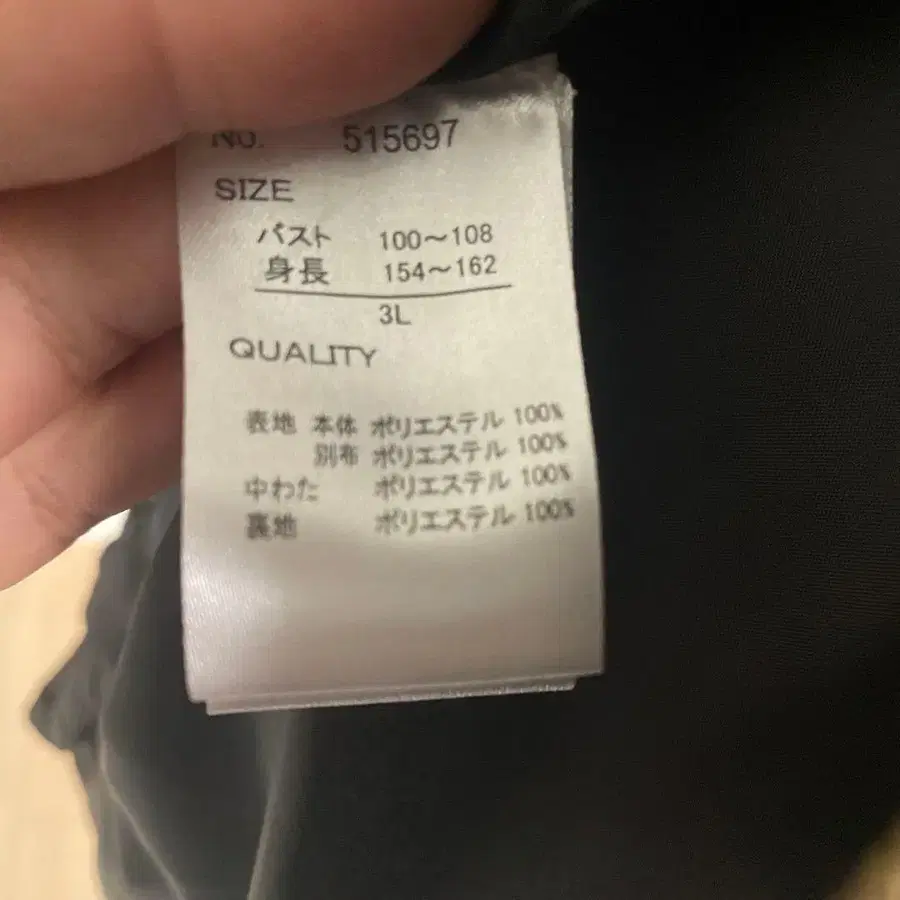 No. 515697
SIZE
バスト 100～108
身長 154～162
3L
QUALITY
表地 本体 ポリエステル 100%
別布 ポリエステル 100%
中わた ポリエステル 100%
裏地 ポリエステル 100%